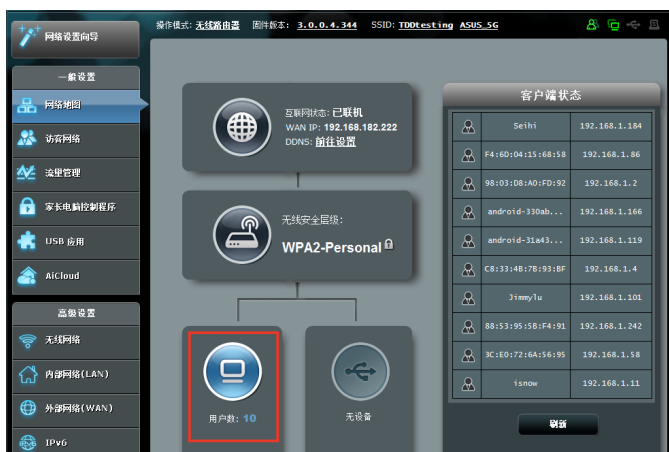 网络设置向导
操作模式: 无线路由器 固件版本: 3.0.0.4.344 SSID: TDDtesting ASUS_5G
一般设置
网络地图
访客网络
流量管理
家长电脑控制程序
USB 应用
AiCloud
高级设置
无线网络
内部网络(LAN)
外部网络(WAN)
IPv6
互联网状态: 已联机
WAN IP: 192.168.182.222
DDNS: 前往设置
无线安全层级:
WPA2-Personal
用户数: 10
无设备
客户端状态
Seihi 192.168.1.184
F4:6D:04:15:68:58 192.168.1.86
98:03:D8:A0:FD:92 192.168.1.2
android-330ab... 192.168.1.166
android-31a43... 192.168.1.119
C8:33:4B:7B:93:BF 192.168.1.4
Jimmylu 192.168.1.101
88:53:95:5B:F4:91 192.168.1.242
3C:E0:72:6A:56:95 192.168.1.58
isnow 192.168.1.11
刷新